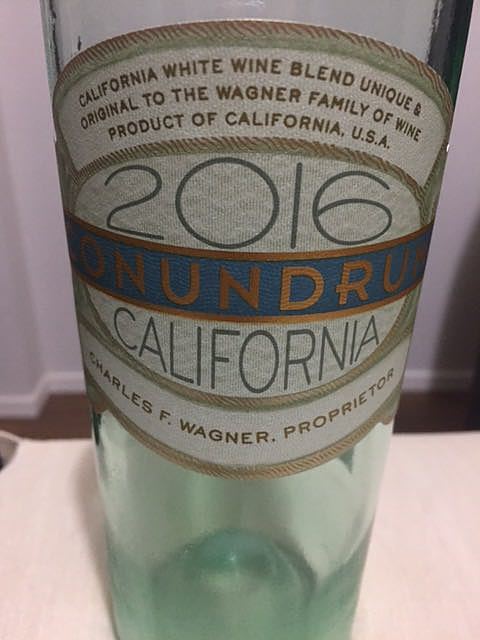 CALIFORNIA WHITE WINE BLEND UNIQUE &
ORIGINAL TO THE WAGNER FAMILY OF WINE
PRODUCT OF CALIFORNIA, U.S.A.
2016
CONUNDRUM
CALIFORNIA
CHARLES F. WAGNER, PROPRIETOR